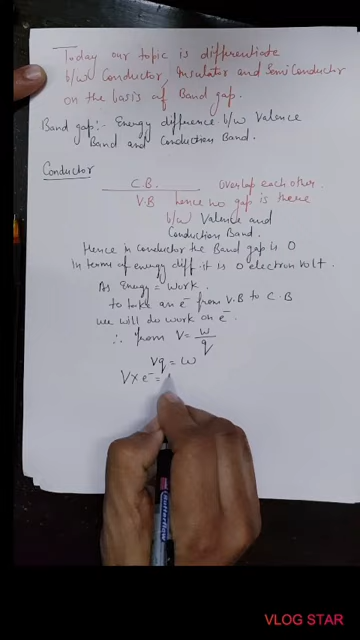 Today our topic is differentiate
b/w Conductor, Insulator and SemiConductor
on the basis of Band gap.
Band gap:- Energy difference b/w Valence
Band and Conduction Band.
Conductor
C.B. Overlap each other.
V.B hence no gap is there
b/w Valence and
Conduction Band.
Hence in conductor the Band gap is 0
In terms of energy diff. it is 0 electron volt.
As Energy = Work.
to take an e⁻ from V.B to C.B
we will do work on e⁻.
∴ from V = W/q
Vq = W
V × e⁻ =
Butterflow
VLOG STAR